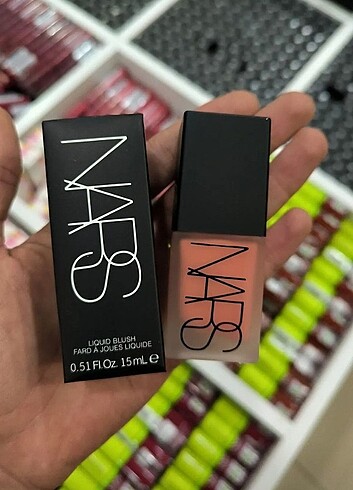 NARS
LIQUID BLUSH
FARD À JOUES LIQUIDE
0.51 Fl.Oz. 15mL ℮
NARS